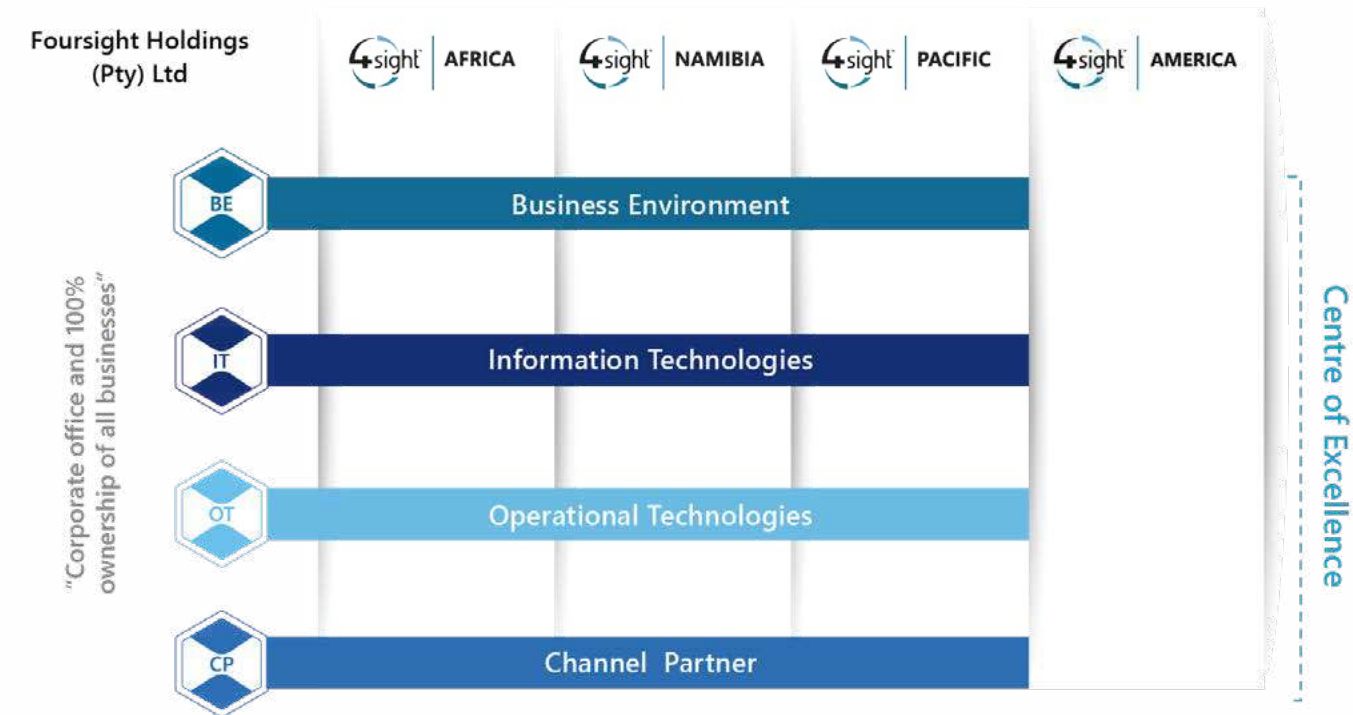 Foursight Holdings
(Pty) Ltd
4sight AFRICA
4sight NAMIBIA
4sight PACIFIC
4sight AMERICA
BE
Business Environment
IT
Information Technologies
OT
Operational Technologies
CP
Channel Partner
“Corporate office and 100%
ownership of all businesses”
Centre of Excellence